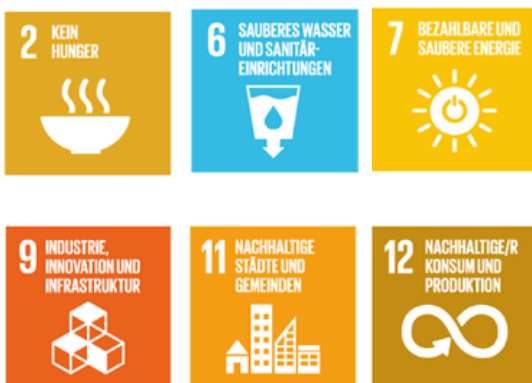 2 KEIN
HUNGER
6 SAUBERES WASSER
UND SANITÄR-
EINRICHTUNGEN
7 BEZAHLBARE UND
SAUBERE ENERGIE
9 INDUSTRIE,
INNOVATION UND
INFRASTRUKTUR
11 NACHHALTIGE
STÄDTE UND
GEMEINDEN
12 NACHHALTIGE/R
KONSUM UND
PRODUKTION